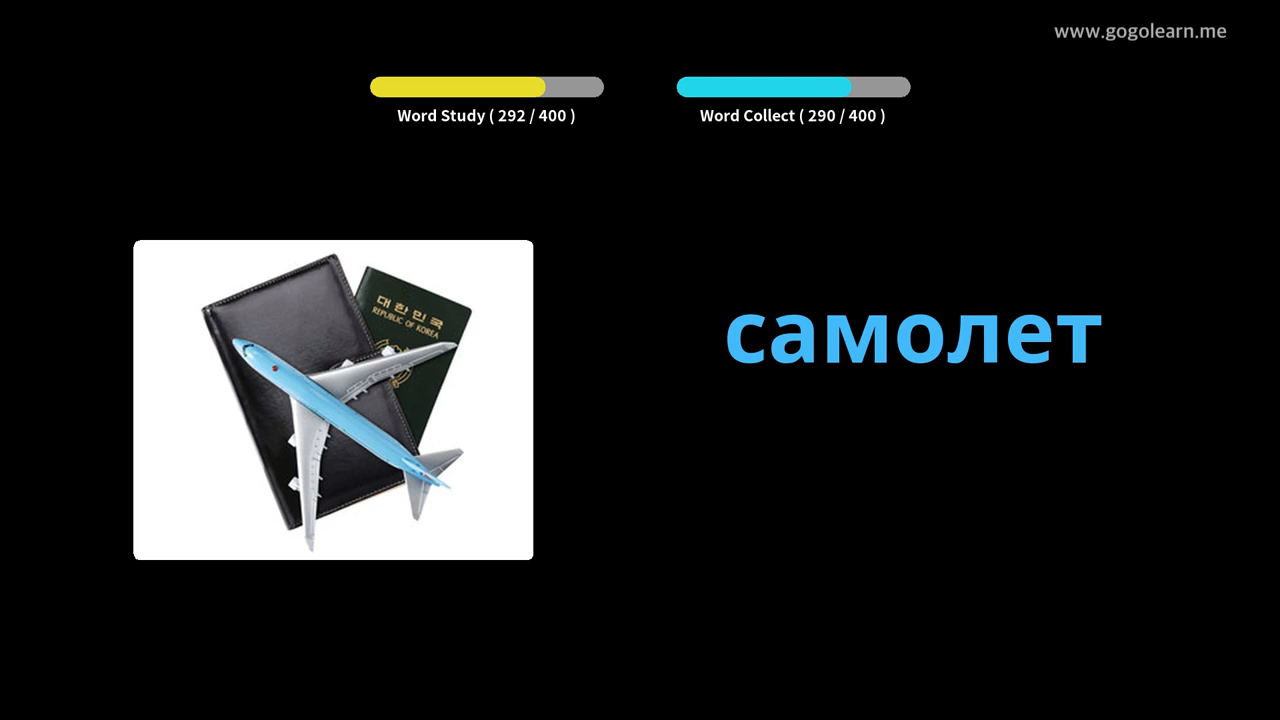 www.gogolearn.me
Word Study ( 292 / 400 )
Word Collect ( 290 / 400 )
대한민국
REPUBLIC OF KOREA
самолет